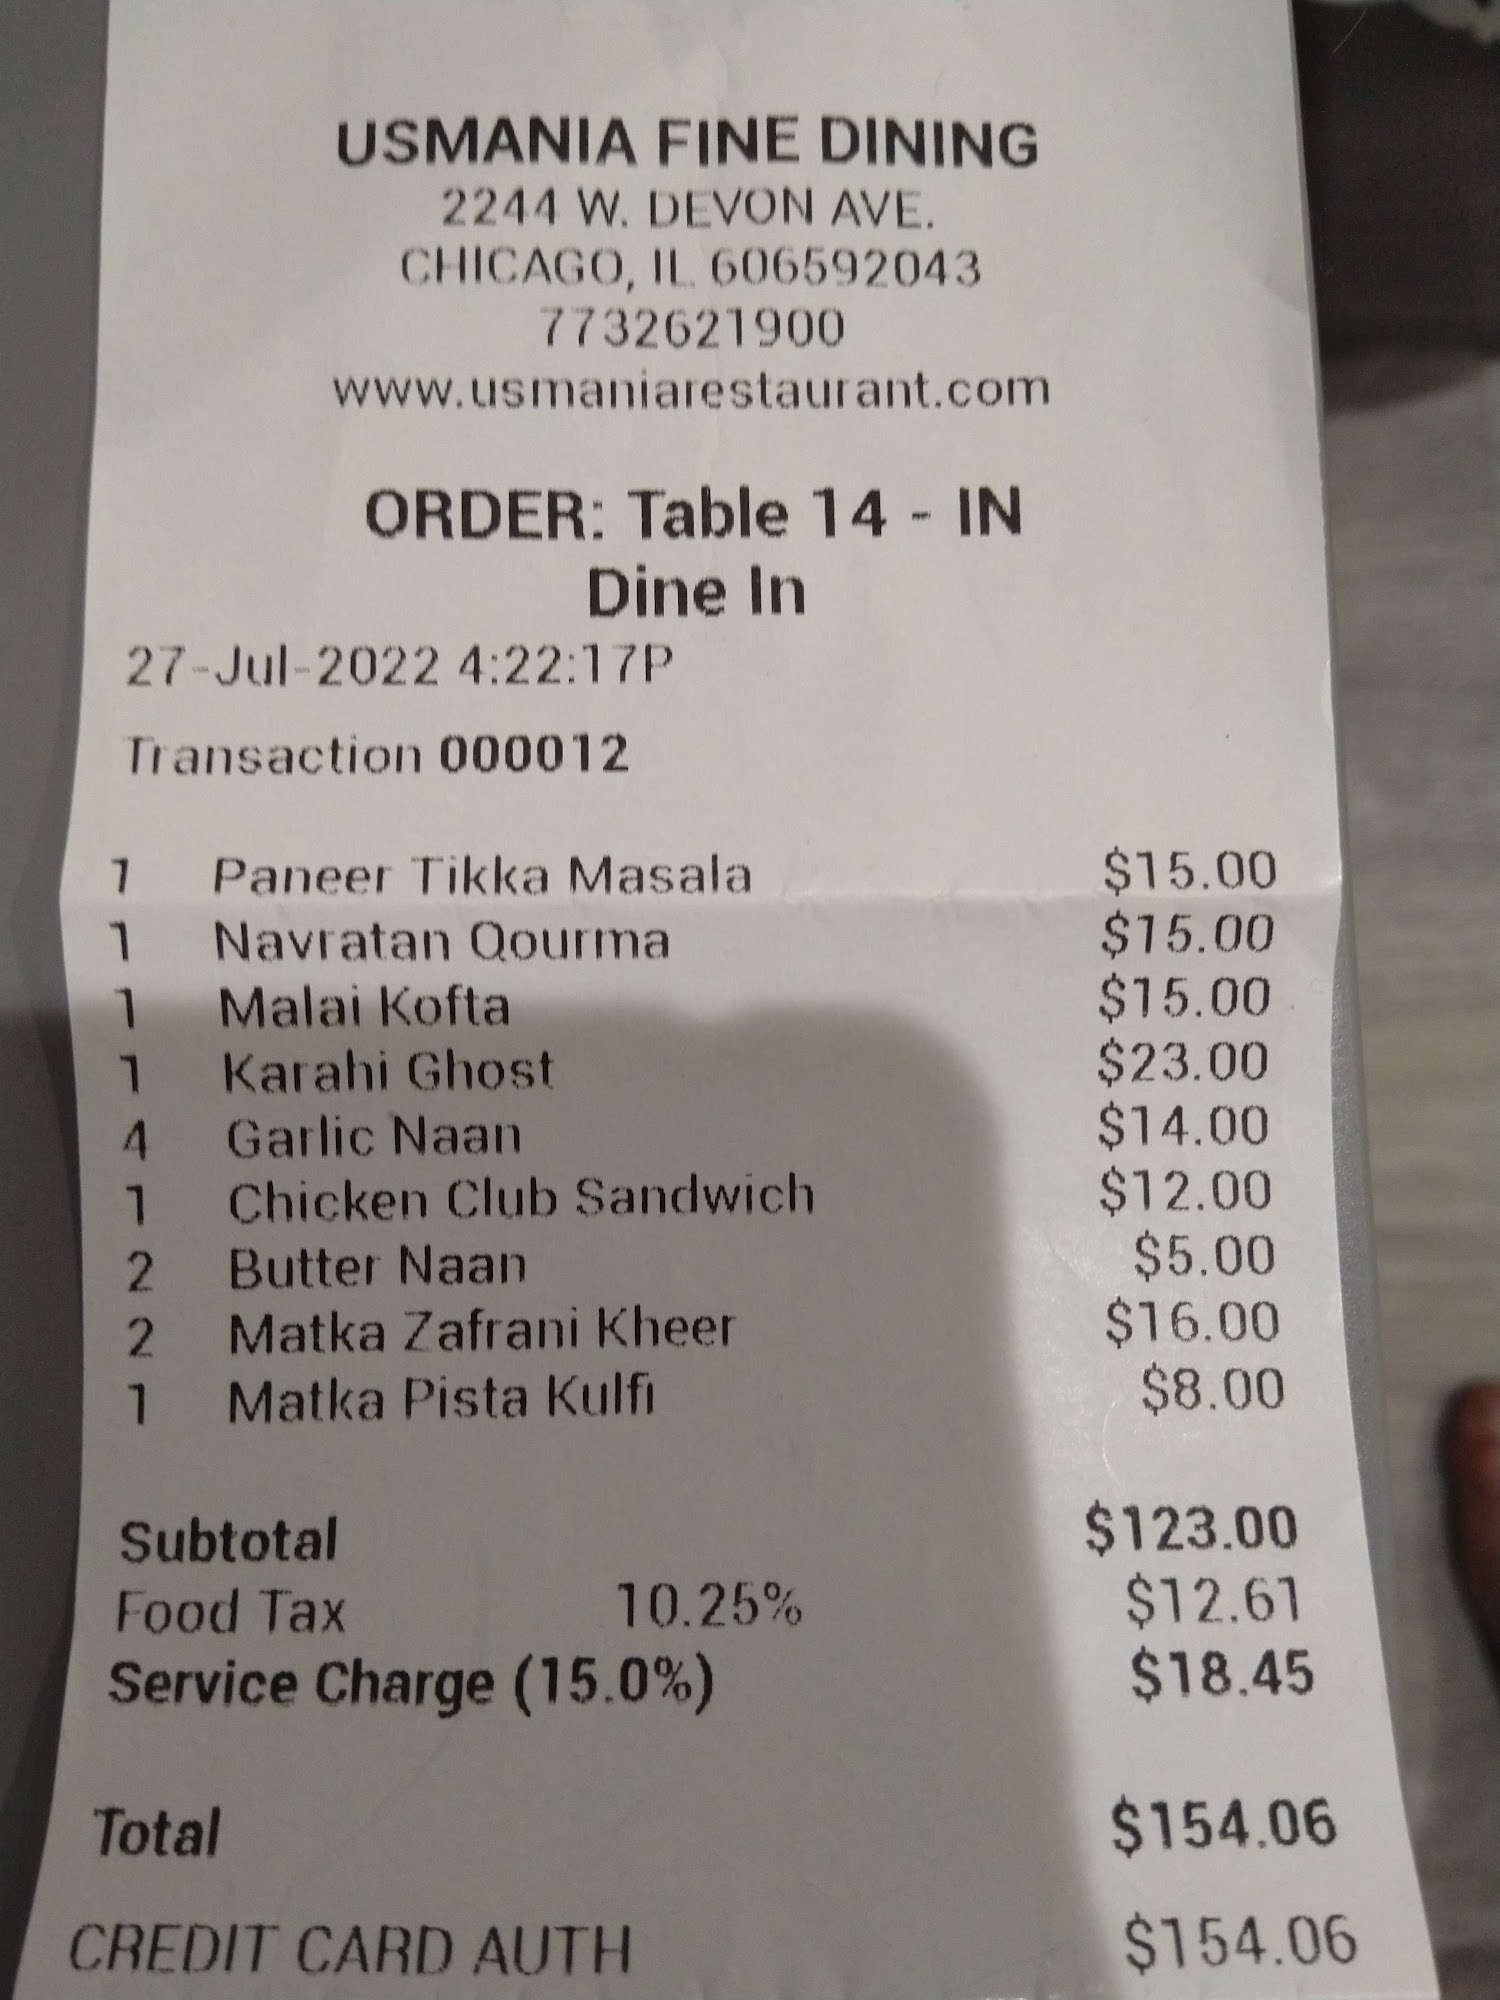 USMANIA FINE DINING
2244 W. DEVON AVE.
CHICAGO, IL 606592043
7732621900
www.usmaniarestaurant.com
ORDER: Table 14 - IN
Dine In
27-Jul-2022 4:22:17P
Transaction 000012
1 Paneer Tikka Masala $15.00
1 Navratan Qourma $15.00
1 Malai Kofta $15.00
1 Karahi Ghost $23.00
4 Garlic Naan $14.00
1 Chicken Club Sandwich $12.00
2 Butter Naan $5.00
2 Matka Zafrani Kheer $16.00
1 Matka Pista Kulfi $8.00
Subtotal $123.00
Food Tax 10.25% $12.61
Service Charge (15.0%) $18.45
Total $154.06
CREDIT CARD AUTH $154.06